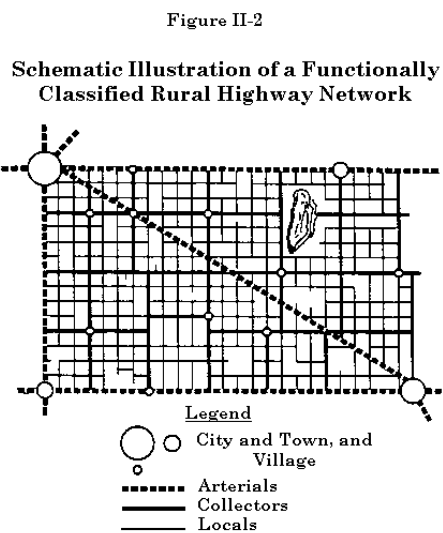 Figure II-2
Schematic Illustration of a Functionally
Classified Rural Highway Network
Legend
City and Town, and
Village
Arterials
Collectors
Locals